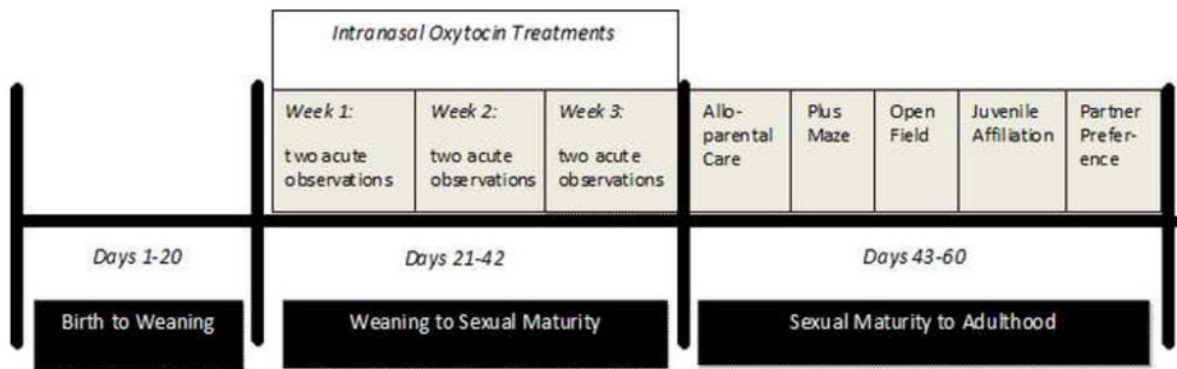 Intranasal Oxytocin Treatments
Week 1:
two acute
observations
Week 2:
two acute
observations
Week 3:
two acute
observations
Allo-
parental
Care
Plus
Maze
Open
Field
Juvenile
Affiliation
Partner
Prefer-
ence
Days 1-20
Days 21-42
Days 43-60
Birth to Weaning
Weaning to Sexual Maturity
Sexual Maturity to Adulthood